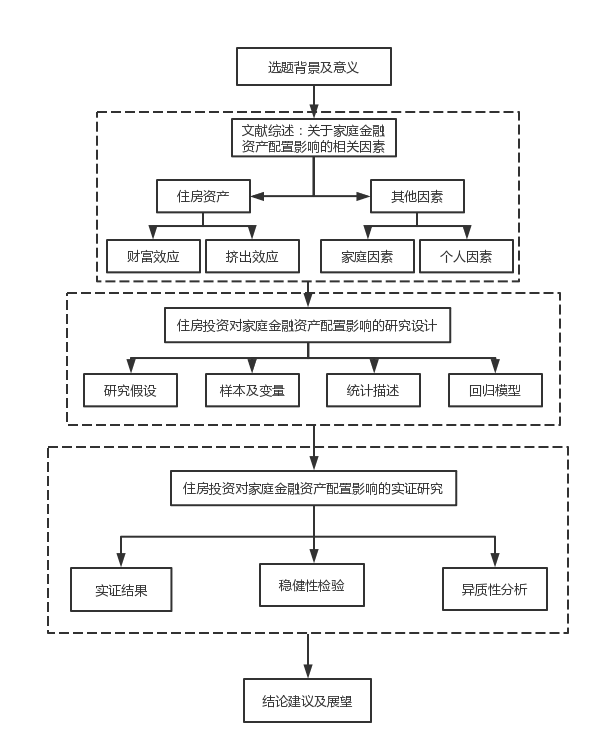 选题背景及意义
文献综述：关于家庭金融
资产配置影响的相关因素
住房资产
其他因素
财富效应
挤出效应
家庭因素
个人因素
住房投资对家庭金融资产配置影响的研究设计
研究假设
样本及变量
统计描述
回归模型
住房投资对家庭金融资产配置影响的实证研究
实证结果
稳健性检验
异质性分析
结论建议及展望